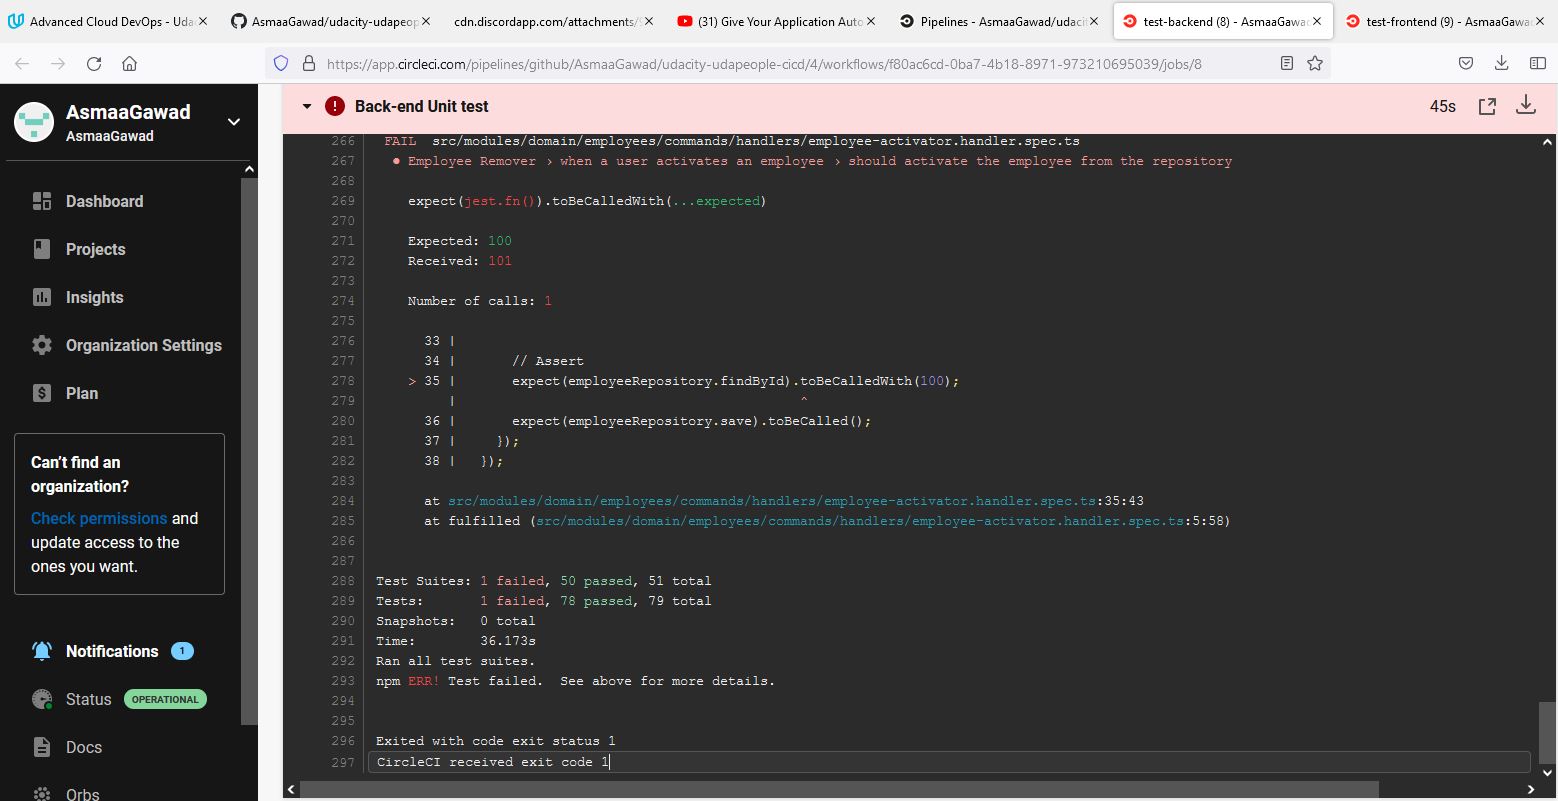 Advanced Cloud DevOps - Uda
AsmaaGawad/udacity-udapeop
cdn.discordapp.com/attachments/
(31) Give Your Application Auto
Pipelines - AsmaaGawad/udaci
test-backend (8) - AsmaaGawa
test-frontend (9) - AsmaaGawa
https://app.circleci.com/pipelines/github/AsmaaGawad/udacity-udapeople-cicd/4/workflows/f80ac6cd-0ba7-4b18-8971-973210695039/jobs/8
AsmaaGawad
AsmaaGawad
Dashboard
Projects
Insights
Organization Settings
Plan
Can't find an
organization?
Check permissions and
update access to the
ones you want.
Notifications 1
Status OPERATIONAL
Docs
Orbs
Back-end Unit test
45s
266 FAIL src/modules/domain/employees/commands/handlers/employee-activator.handler.spec.ts
267 ● Employee Remover › when a user activates an employee › should activate the employee from the repository
268
269 expect(jest.fn()).toBeCalledWith(...expected)
270
271 Expected: 100
272 Received: 101
273
274 Number of calls: 1
275
276 33 |
277 34 | // Assert
278 > 35 | expect(employeeRepository.findById).toBeCalledWith(100);
279 | ^
280 36 | expect(employeeRepository.save).toBeCalled();
281 37 | });
282 38 | });
283
284 at src/modules/domain/employees/commands/handlers/employee-activator.handler.spec.ts:35:43
285 at fulfilled (src/modules/domain/employees/commands/handlers/employee-activator.handler.spec.ts:5:58)
286
287
288 Test Suites: 1 failed, 50 passed, 51 total
289 Tests: 1 failed, 78 passed, 79 total
290 Snapshots: 0 total
291 Time: 36.173s
292 Ran all test suites.
293 npm ERR! Test failed. See above for more details.
294
295
296 Exited with code exit status 1
297 CircleCI received exit code 1